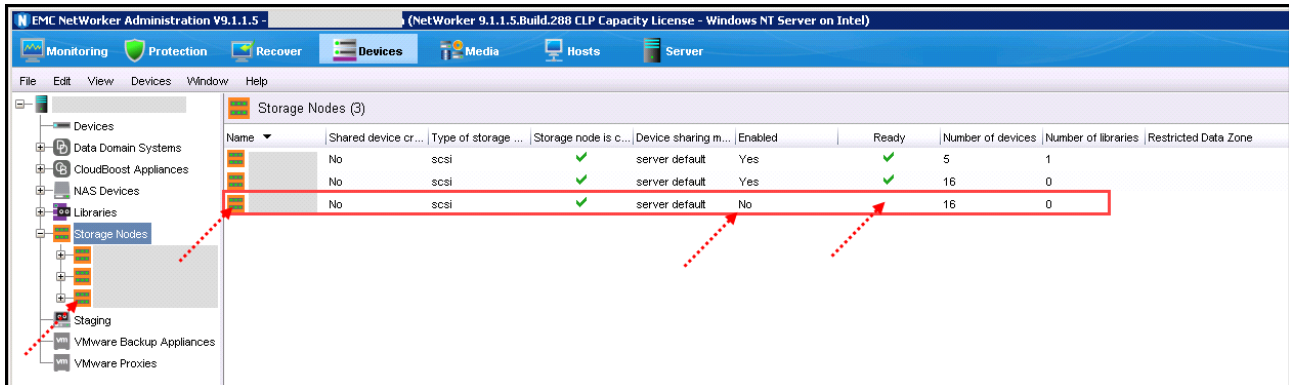 EMC NetWorker Administration V9.1.1.5 - (NetWorker 9.1.1.5.Build.288 CLP Capacity License - Windows NT Server on Intel)
Monitoring Protection Recover Devices Media Hosts Server
File Edit View Devices Window Help
Storage Nodes (3)
Devices
Data Domain Systems
CloudBoost Appliances
NAS Devices
Libraries
Storage Nodes
Staging
VMware Backup Appliances
VMware Proxies
Name Shared device cr... Type of storage ... Storage node is c... Device sharing m... Enabled Ready Number of devices Number of libraries Restricted Data Zone
No scsi server default Yes 5 1
No scsi server default Yes 16 0
No scsi server default No 16 0